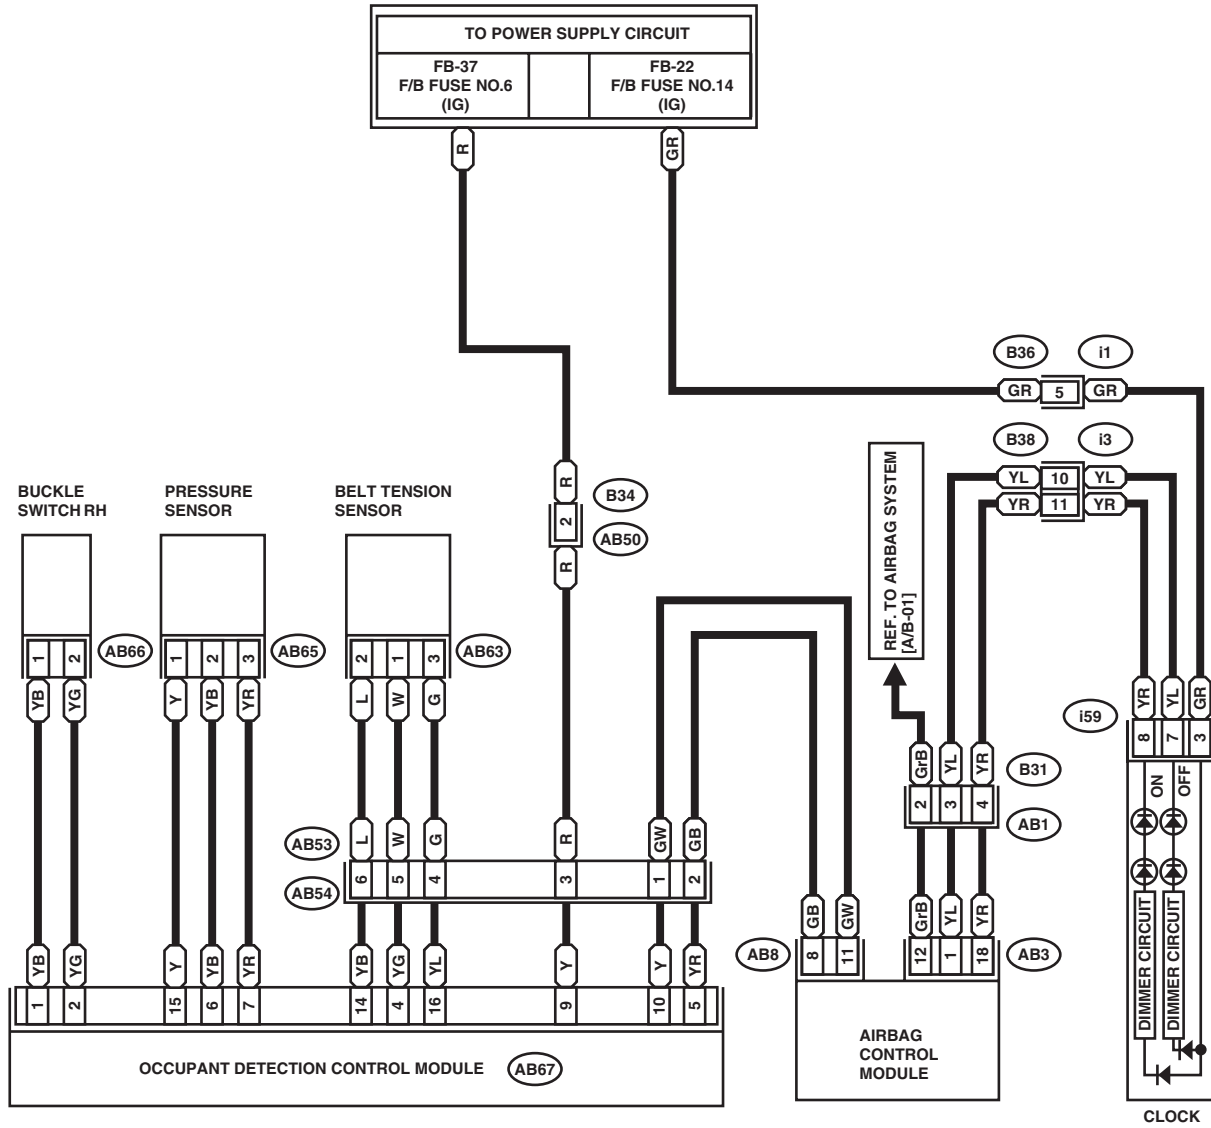 TO POWER SUPPLY CIRCUIT
FB-37
F/B FUSE NO.6
(IG)
FB-22
F/B FUSE NO.14
(IG)
R
GR
B36
i1
GR
5
GR
B38
i3
YL
10
YL
YR
11
YR
REF. TO AIRBAG SYSTEM
[A/B-01]
R
2
R
B34
AB50
BUCKLE
SWITCH RH
PRESSURE
SENSOR
BELT TENSION
SENSOR
1
2
AB66
1
2
3
AB65
2
1
3
AB63
YB
YG
Y
YB
YR
L
W
G
YR
YL
GR
i59
8
7
3
ON
OFF
GrB
YL
YR
B31
2
3
4
AB1
AB53
L
W
G
R
GW
GB
AB54
6
5
4
3
1
2
DIMMER CIRCUIT
DIMMER CIRCUIT
GB
GW
GrB
YL
YR
AB8
8
11
12
1
18
AB3
YB
YG
Y
YB
YR
YB
YG
YL
Y
Y
YR
1
2
15
6
7
14
4
16
9
10
5
OCCUPANT DETECTION CONTROL MODULE
AB67
AIRBAG
CONTROL
MODULE
CLOCK